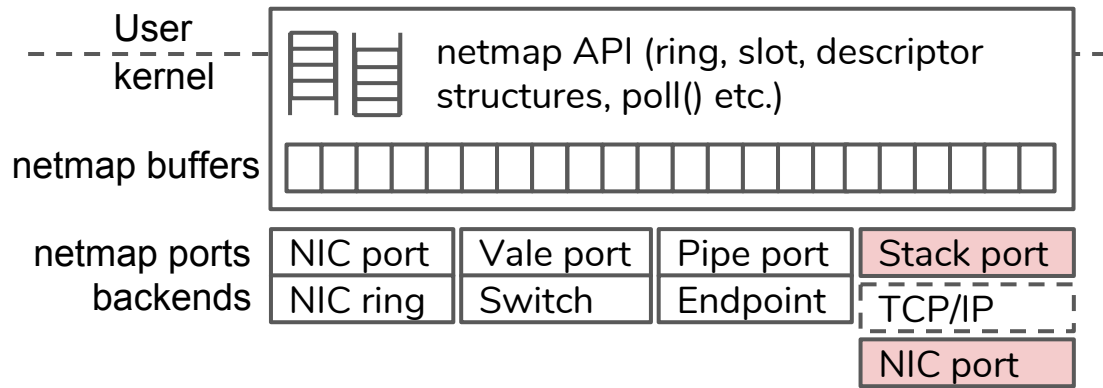 User
kernel
netmap API (ring, slot, descriptor
structures, poll() etc.)
netmap buffers
netmap ports
NIC port
Vale port
Pipe port
Stack port
backends
NIC ring
Switch
Endpoint
TCP/IP
NIC port